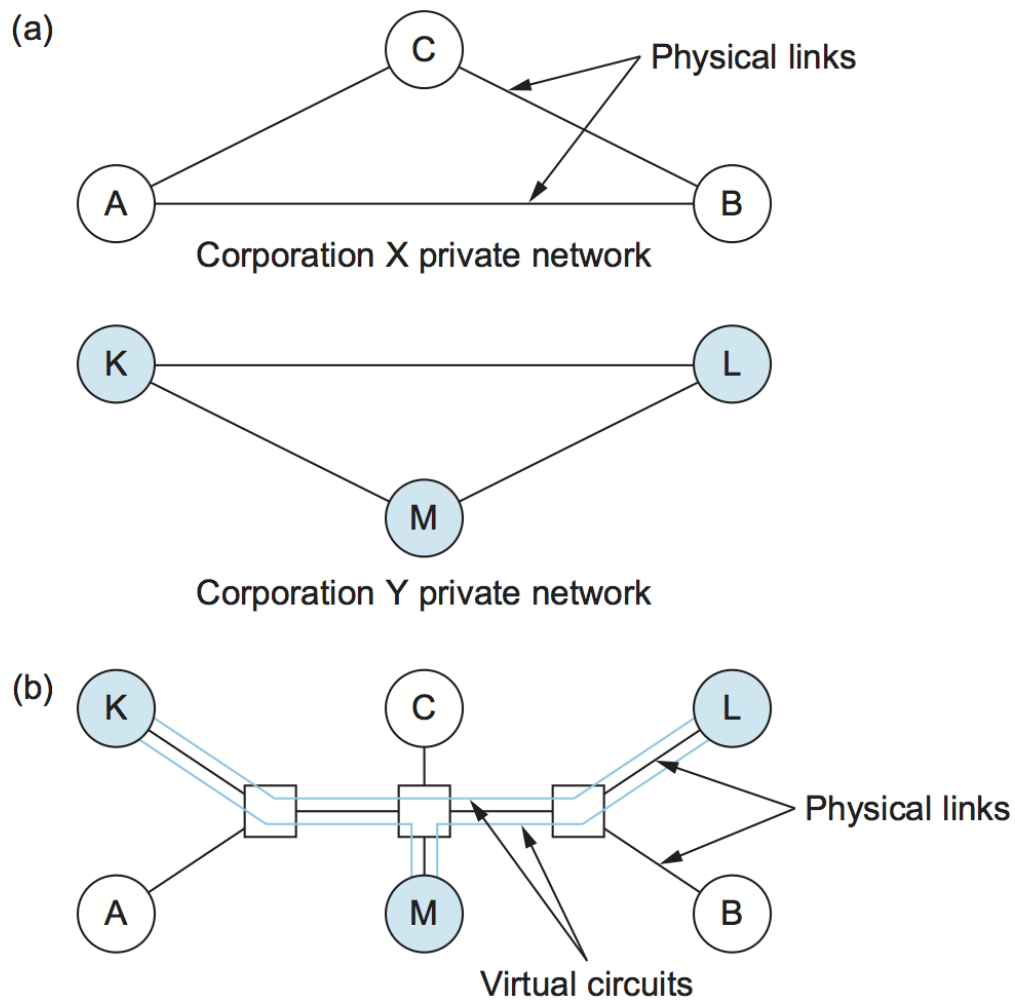 (a)
C
Physical links
A
B
Corporation X private network
K
L
M
Corporation Y private network
(b)
K
C
L
Physical links
A
M
B
Virtual circuits